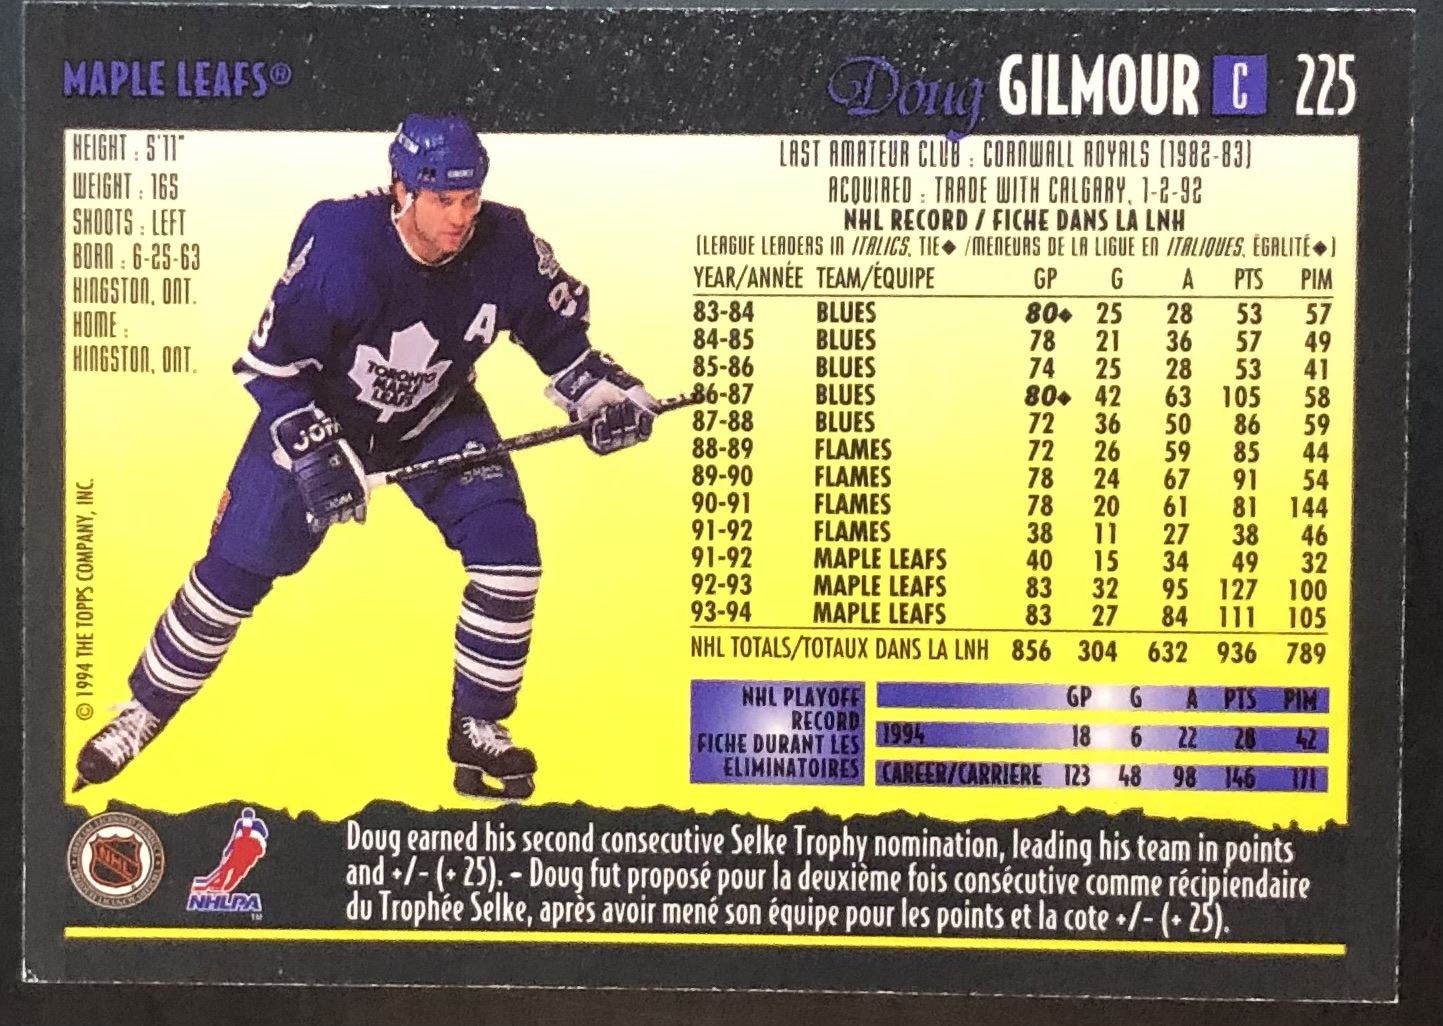 MAPLE LEAFS®
Doug GILMOUR C 225
HEIGHT : 5'11"
WEIGHT : 165
SHOOTS : LEFT
BORN : 6-25-63
KINGSTON, ONT.
HOME :
KINGSTON, ONT.
LAST AMATEUR CLUB : CORNWALL ROYALS (1982-83)
ACQUIRED : TRADE WITH CALGARY, 1-2-92
NHL RECORD / FICHE DANS LA LNH
(LEAGUE LEADERS IN ITALICS, TIE◆ /MENEURS DE LA LIGUE EN ITALIQUES, ÉGALITÉ◆)
YEAR/ANNÉE TEAM/ÉQUIPE GP G A PTS PIM
83-84 BLUES 80◆ 25 28 53 57
84-85 BLUES 78 21 36 57 49
85-86 BLUES 74 25 28 53 41
86-87 BLUES 80◆ 42 63 105 58
87-88 BLUES 72 36 50 86 59
88-89 FLAMES 72 26 59 85 44
89-90 FLAMES 78 24 67 91 54
90-91 FLAMES 78 20 61 81 144
91-92 FLAMES 38 11 27 38 46
91-92 MAPLE LEAFS 40 15 34 49 32
92-93 MAPLE LEAFS 83 32 95 127 100
93-94 MAPLE LEAFS 83 27 84 111 105
NHL TOTALS/TOTAUX DANS LA LNH 856 304 632 936 789
NHL PLAYOFF
RECORD
FICHE DURANT LES
ELIMINATOIRES
GP G A PTS PIM
1994 18 6 22 28 42
CAREER/CARRIERE 123 48 98 146 171
A
93
3
TORONTO
MAPLE
LEAFS
JOFA
© 1994 THE TOPPS COMPANY, INC.
NHL
NHLPA™
Doug earned his second consecutive Selke Trophy nomination, leading his team in points
and +/- (+ 25). – Doug fut proposé pour la deuxième fois consécutive comme récipiendaire
du Trophée Selke, après avoir mené son équipe pour les points et la cote +/- (+ 25).